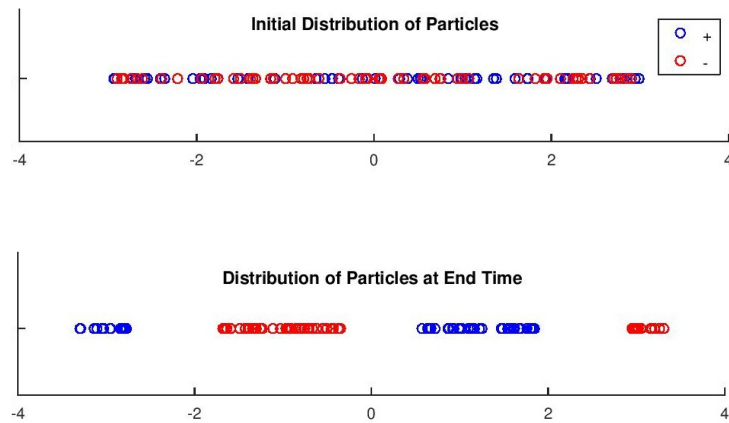 Initial Distribution of Particles
+
-
-4 -2 0 2 4
Distribution of Particles at End Time
-4 -2 0 2 4